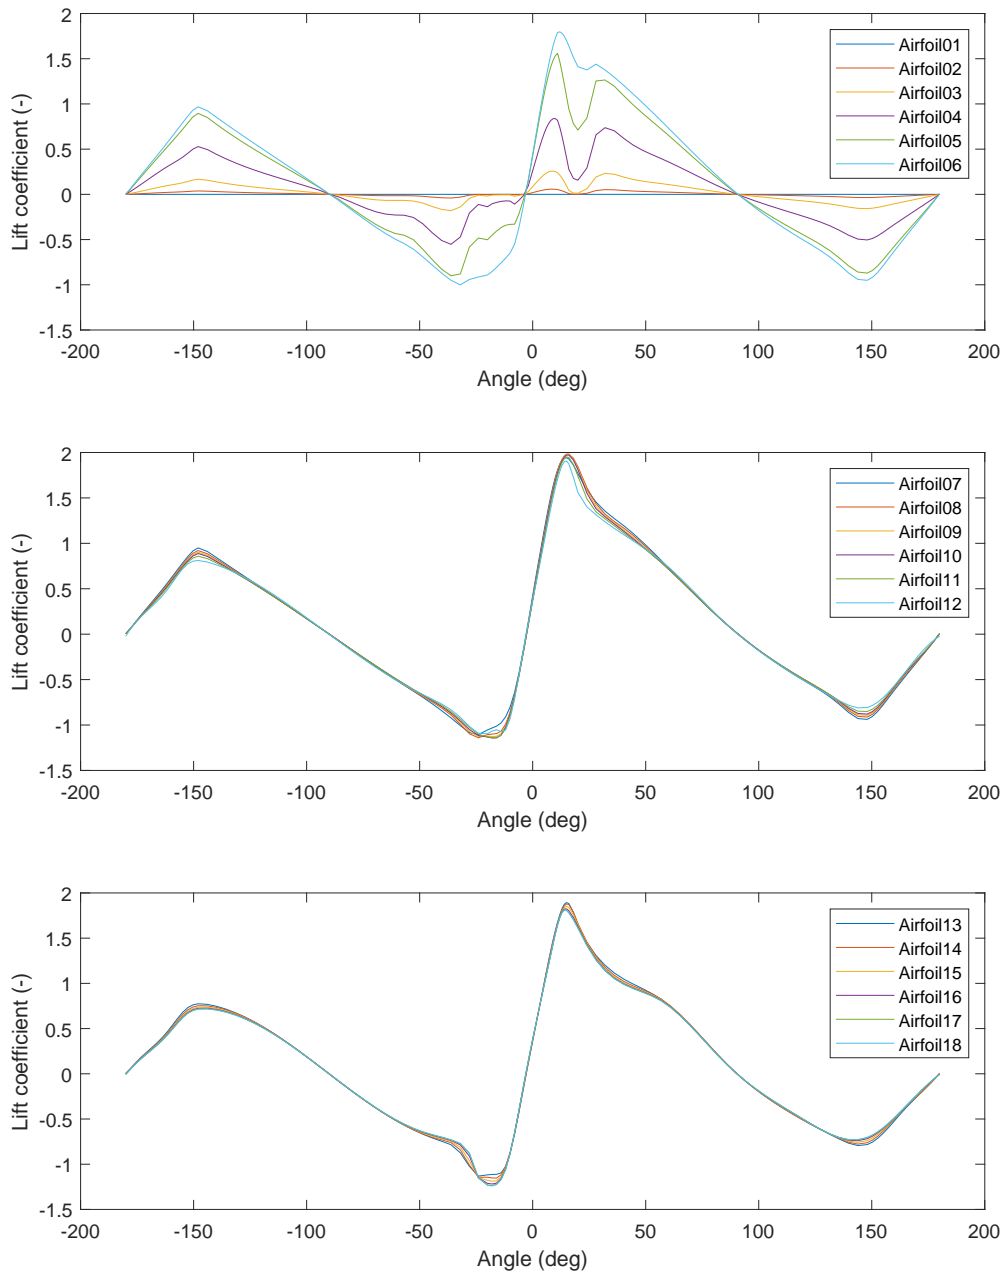 2
1.5
1
0.5
0
-0.5
-1
-1.5
Lift coefficient (-)
-200 -150 -100 -50 0 50 100 150 200
Angle (deg)
Airfoil01
Airfoil02
Airfoil03
Airfoil04
Airfoil05
Airfoil06
2
1.5
1
0.5
0
-0.5
-1
-1.5
Lift coefficient (-)
-200 -150 -100 -50 0 50 100 150 200
Angle (deg)
Airfoil07
Airfoil08
Airfoil09
Airfoil10
Airfoil11
Airfoil12
2
1.5
1
0.5
0
-0.5
-1
-1.5
Lift coefficient (-)
-200 -150 -100 -50 0 50 100 150 200
Angle (deg)
Airfoil13
Airfoil14
Airfoil15
Airfoil16
Airfoil17
Airfoil18